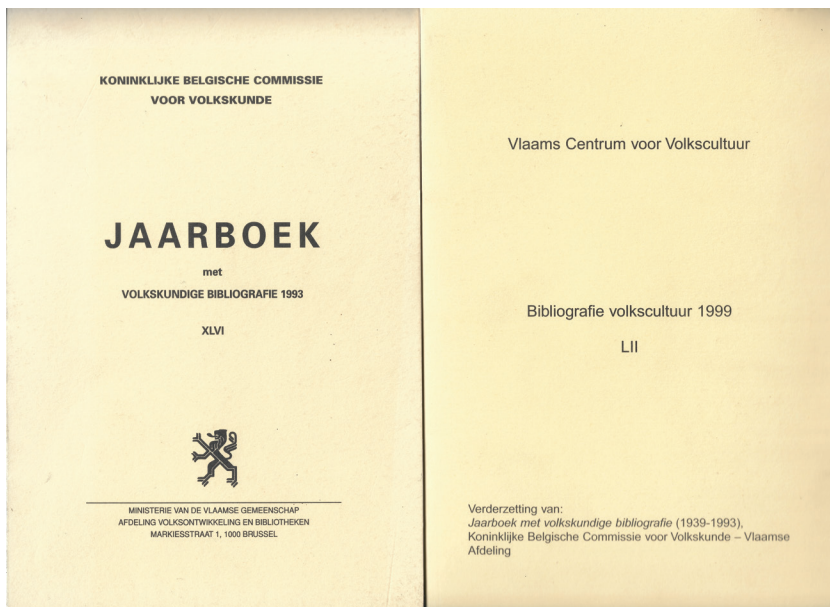 KONINKLIJKE BELGISCHE COMMISSIE
VOOR VOLKSKUNDE
JAARBOEK
met
VOLKSKUNDIGE BIBLIOGRAFIE 1993
XLVI
MINISTERIE VAN DE VLAAMSE GEMEENSCHAP
AFDELING VOLKSONTWIKKELING EN BIBLIOTHEKEN
MARKIESSTRAAT 1, 1000 BRUSSEL
Vlaams Centrum voor Volkscultuur
Bibliografie volkscultuur 1999
LII
Verderzetting van:
Jaarboek met volkskundige bibliografie (1939-1993),
Koninklijke Belgische Commissie voor Volkskunde – Vlaamse
Afdeling